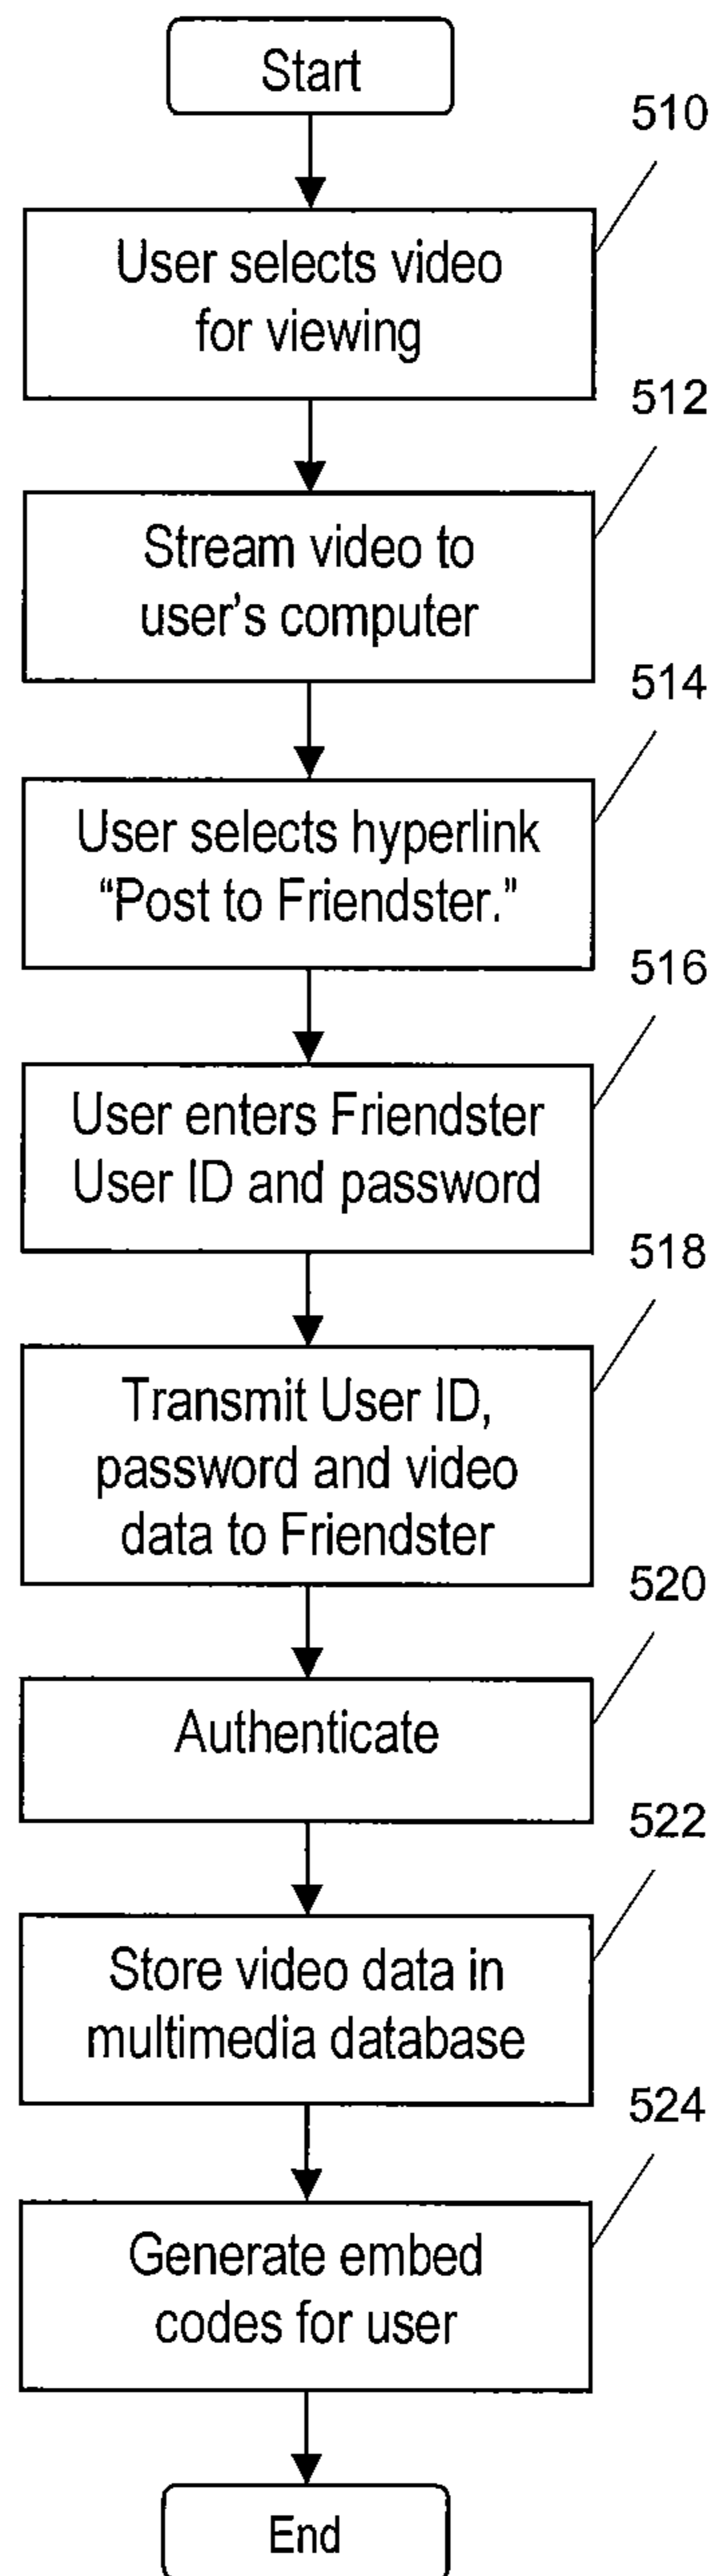 Start
510
User selects video
for viewing
512
Stream video to
user's computer
514
User selects hyperlink
“Post to Friendster.”
516
User enters Friendster
User ID and password
518
Transmit User ID,
password and video
data to Friendster
520
Authenticate
522
Store video data in
multimedia database
524
Generate embed
codes for user
End